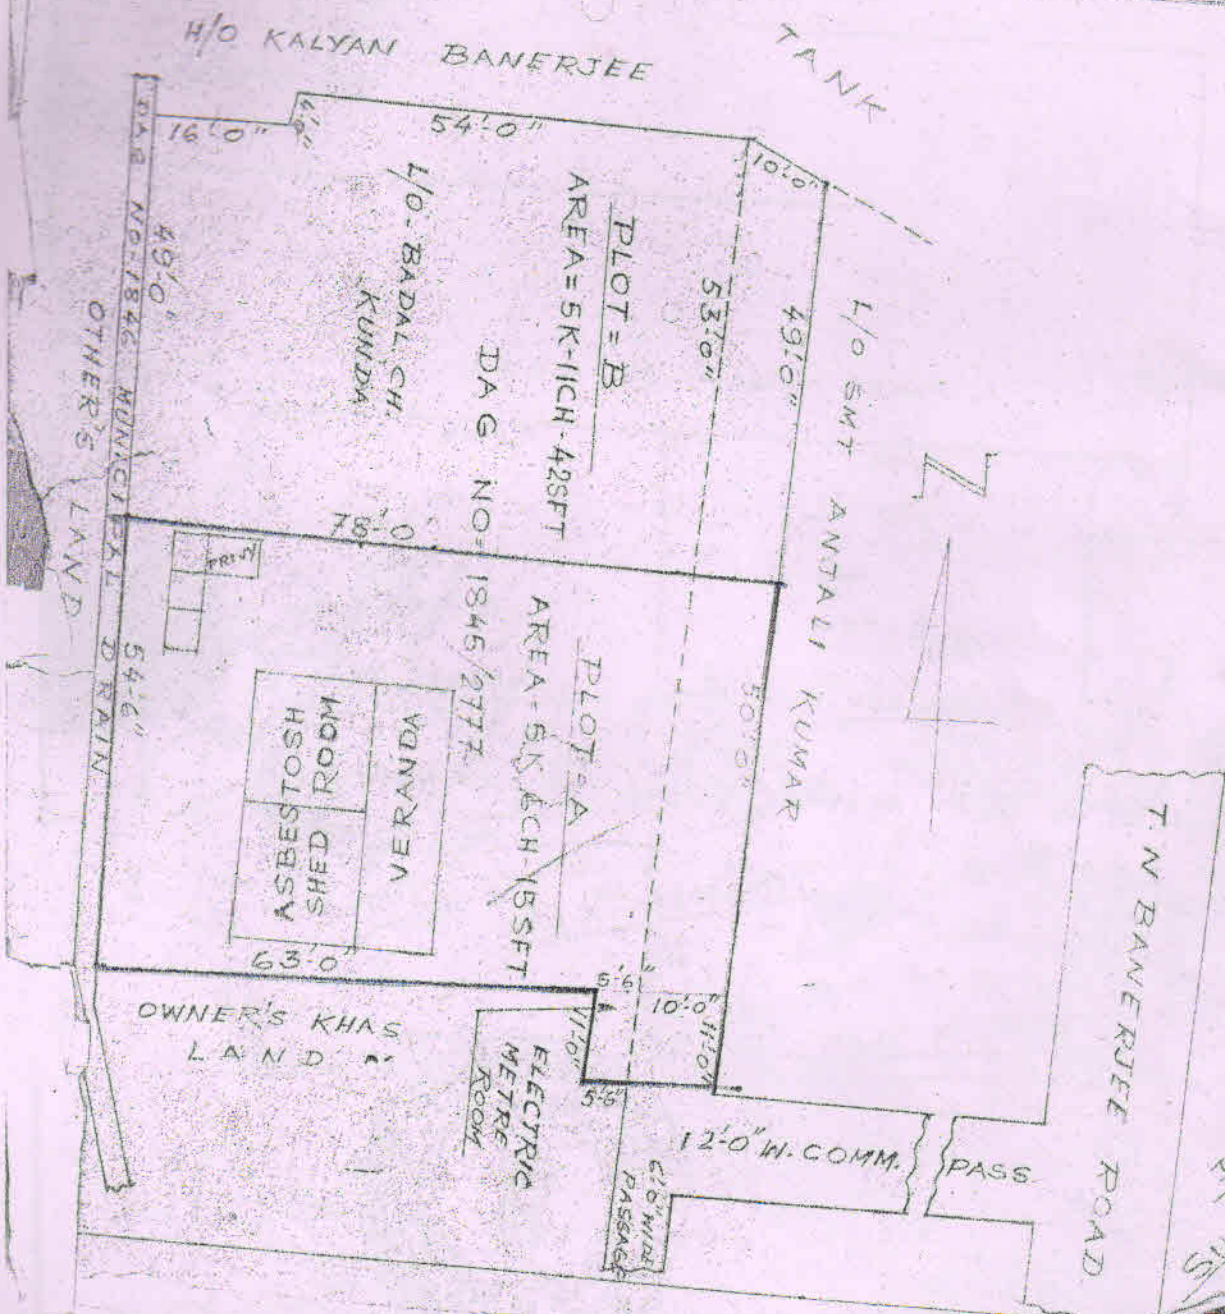 H/O KALYAN BANERJEE
TANK
16'-0"
4'-0"
54'-0"
10'-0"
DAG NO-1846 MUNICIPAL DRAIN
49'-0"
OTHER'S LAND
L/O-BADAL CH.
KUNDA
PLOT = B
AREA=5K-11CH-42SFT
DAG NO= 1846/2777
53'-0"
49'-0"
L/O SMT ANJALI KUMAR
78'-0
PRIVY
54'-6"
ASBESTOSH
SHED ROOM
VERANDA
PLOT=A
AREA-5K,6CH-18SFT
50'-0"
T.N BANERJEE ROAD
63'-0"
5'-6"
10'-0"
11'-0"
11'-0"
5'-6"
OWNER'S KHAS
LAND
ELECTRIC
METRE
ROOM
12'-0" W. COMM.
PASS.
6'-0" WIDE
PASSAGE